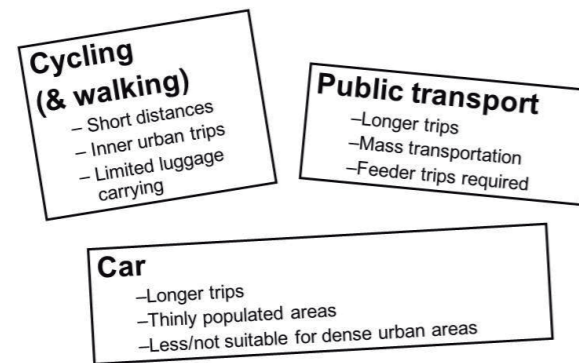 Cycling
(& walking)
– Short distances
– Inner urban trips
– Limited luggage
carrying
Public transport
–Longer trips
–Mass transportation
–Feeder trips required
Car
–Longer trips
–Thinly populated areas
–Less/not suitable for dense urban areas